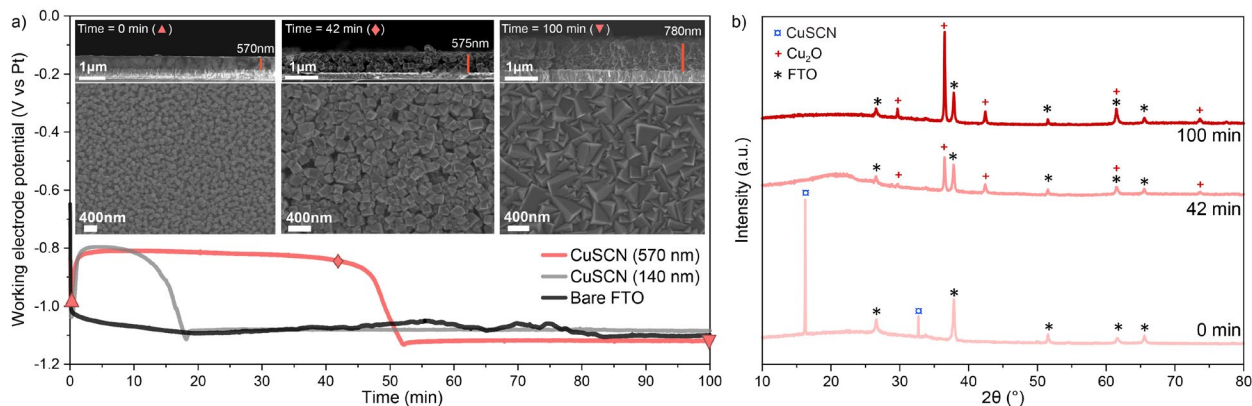 a)
Time = 0 min (▲)
570nm
1µm
400nm
Time = 42 min (♦)
575nm
1µm
400nm
Time = 100 min (▼)
780nm
1µm
400nm
0.0
-0.2
-0.4
-0.6
-0.8
-1.0
-1.2
Working electrode potential (V vs Pt)
CuSCN (570 nm)
CuSCN (140 nm)
Bare FTO
0 10 20 30 40 50 60 70 80 90 100
Time (min)
b)
¤ CuSCN
+ Cu₂O
* FTO
100 min
42 min
0 min
Intensity (a.u.)
10 20 30 40 50 60 70 80
2θ (°)